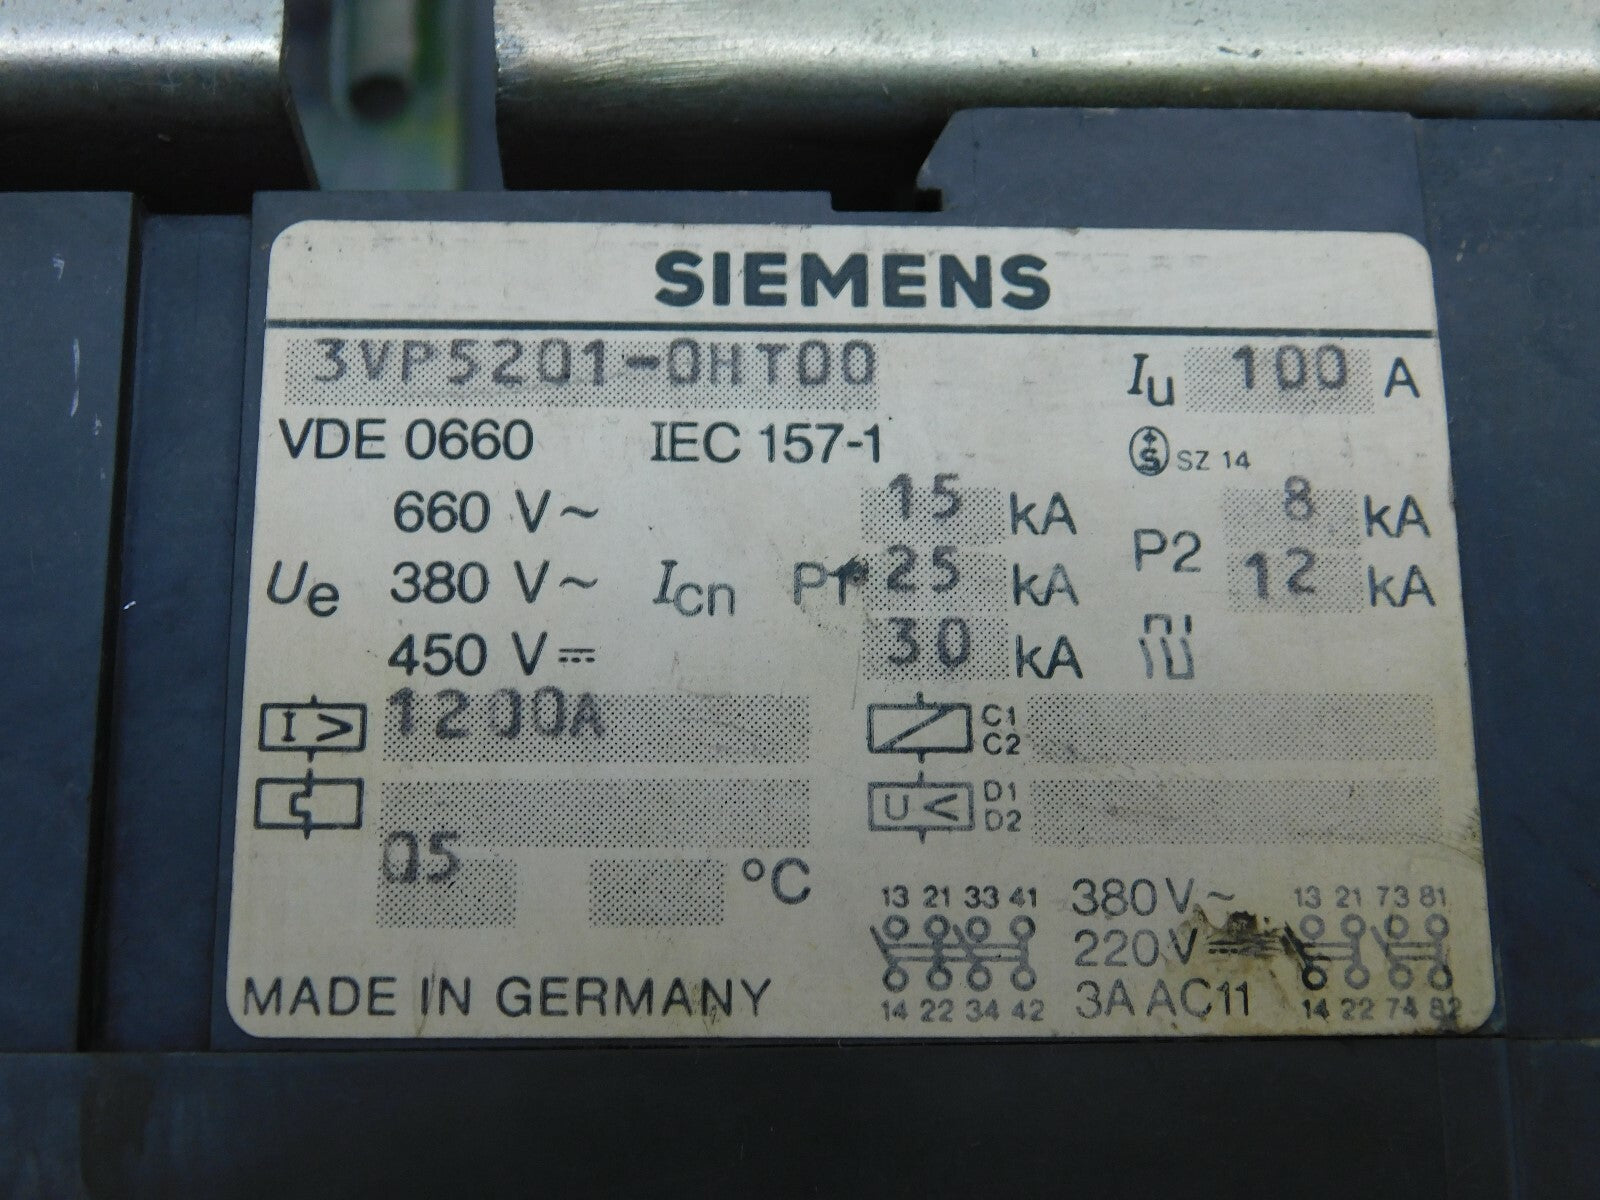 SIEMENS
3VP5201-0HT00 Iu 100 A
VDE 0660 IEC 157-1 S SZ 14
660 V~ 15 kA 8 kA
Ue 380 V~ Icn P1 25 kA P2 12 kA
450 V⎓ 30 kA
I > 1200A C1 C2
U < D1 D2
05 °C
13 21 33 41 380V~ 13 21 73 81
220V⎓
MADE IN GERMANY 14 22 34 42 3A AC11 14 22 74 82